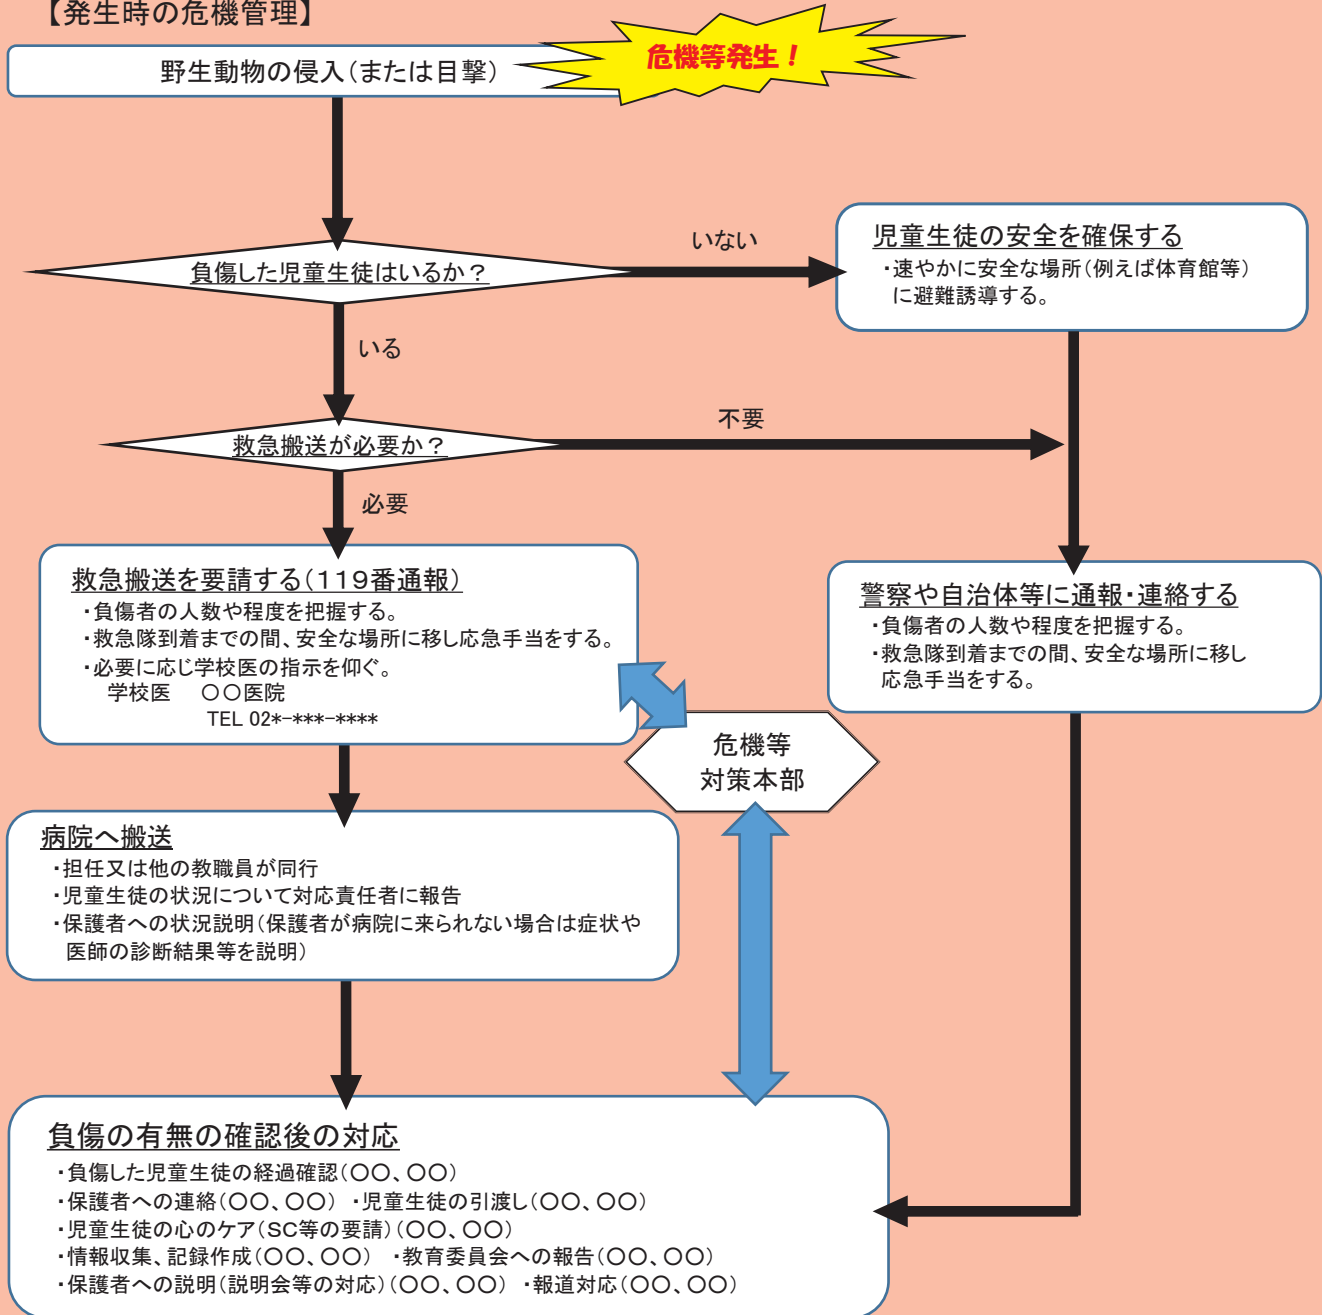 【発生時の危機管理】
危機等発生！
野生動物の侵入（または目撃）
負傷した児童生徒はいるか？
いない
児童生徒の安全を確保する
・速やかに安全な場所（例えば体育館等）
に避難誘導する。
いる
救急搬送が必要か？
不要
必要
救急搬送を要請する（１１９番通報）
・負傷者の人数や程度を把握する。
・救急隊到着までの間、安全な場所に移し応急手当をする。
・必要に応じ学校医の指示を仰ぐ。
学校医　〇〇医院
TEL 02*-***-****
警察や自治体等に通報・連絡する
・負傷者の人数や程度を把握する。
・救急隊到着までの間、安全な場所に移し
応急手当をする。
危機等
対策本部
病院へ搬送
・担任又は他の教職員が同行
・児童生徒の状況について対応責任者に報告
・保護者への状況説明（保護者が病院に来られない場合は症状や
医師の診断結果等を説明）
負傷の有無の確認後の対応
・負傷した児童生徒の経過確認（〇〇、〇〇）
・保護者への連絡（〇〇、〇〇）　・児童生徒の引渡し（〇〇、〇〇）
・児童生徒の心のケア（SC等の要請）（〇〇、〇〇）
・情報収集、記録作成（〇〇、〇〇）　・教育委員会への報告（〇〇、〇〇）
・保護者への説明（説明会等の対応）（〇〇、〇〇）　・報道対応（〇〇、〇〇）